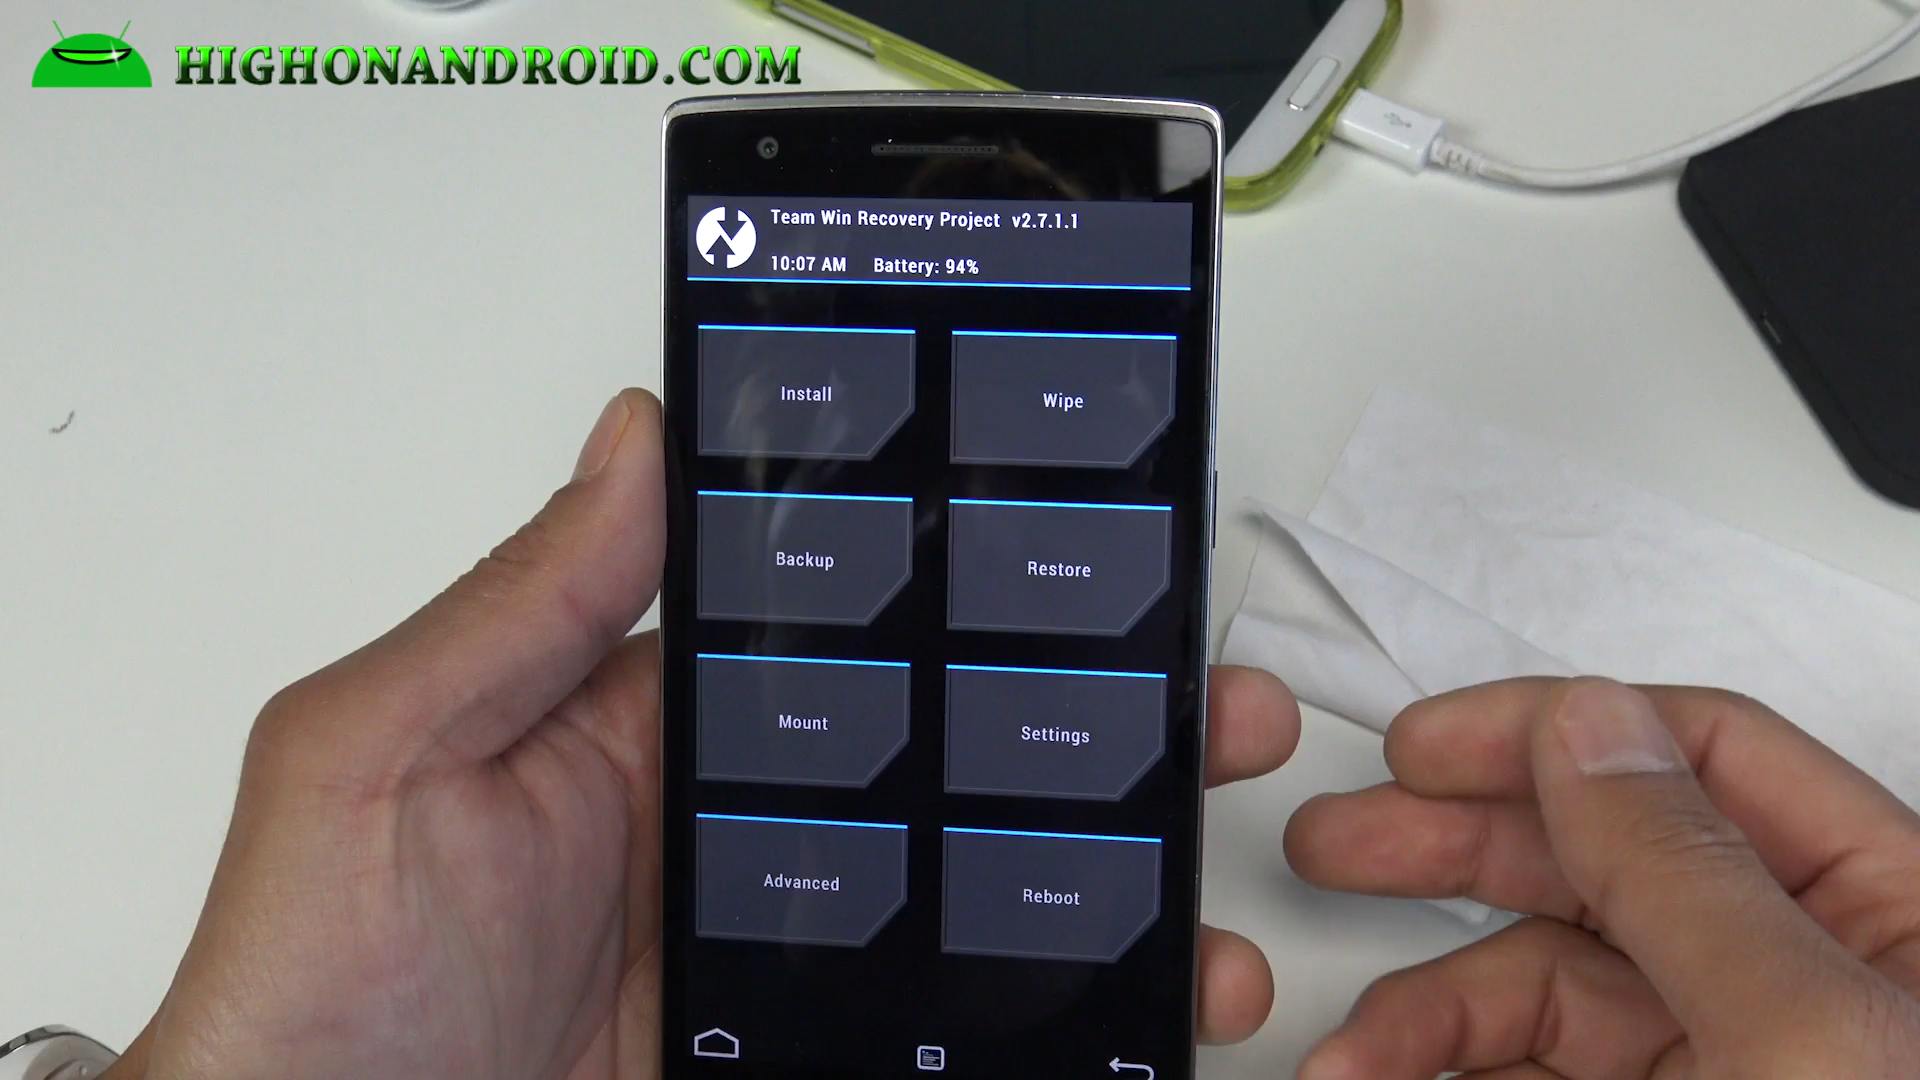 HIGHONANDROID.COM
Team Win Recovery Project v2.7.1.1
10:07 AM Battery: 94%
Install
Wipe
Backup
Restore
Mount
Settings
Advanced
Reboot